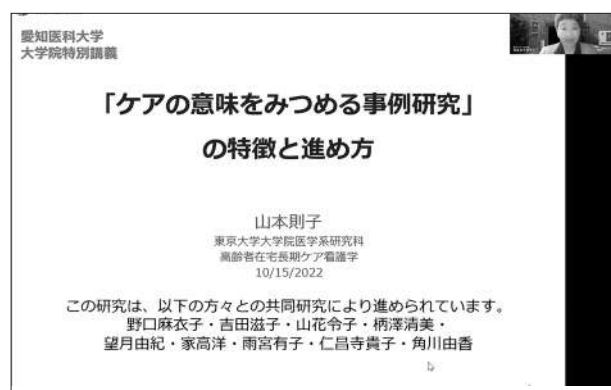 愛知医科大学
大学院特別講義
「ケアの意味をみつめる事例研究」
の特徴と進め方
山本則子
東京大学大学院医学系研究科
高齢者在宅長期ケア看護学
10/15/2022
この研究は、以下の方々との共同研究により進められています。
野口麻衣子・吉田滋子・山花令子・柄澤清美・
望月由紀・家高洋・雨宮有子・仁昌寺貴子・角川由香